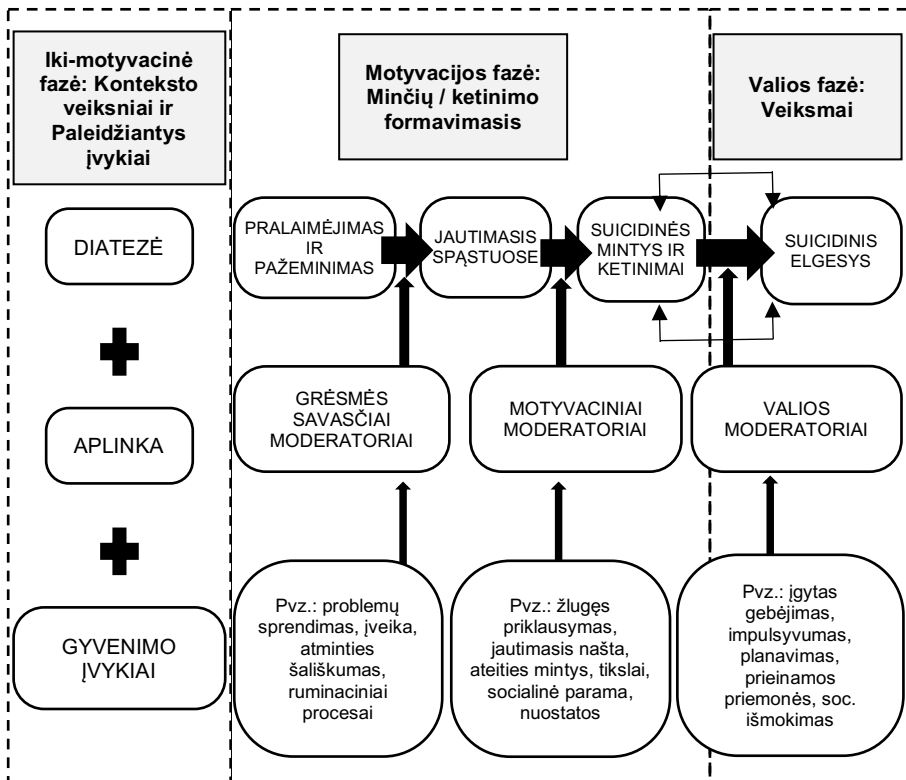 Iki-motyvacinė
fazė: Konteksto
veiksniai ir
Paleidžiantys
įvykiai
Motyvacijos fazė:
Minčių / ketinimo
formavimasis
Valios fazė:
Veiksmai
DIATEZĖ
APLINKA
GYVENIMO
ĮVYKIAI
PRALAIMĖJIMAS
IR
PAŽEMINIMAS
JAUTIMASIS
SPĄSTUOSE
SUICIDINĖS
MINTYS IR
KETINIMAI
SUICIDINIS
ELGESYS
GRĖSMĖS
SAVASČIAI
MODERATORIAI
MOTYVACINIAI
MODERATORIAI
VALIOS
MODERATORIAI
Pvz.: problemų
sprendimas, įveika,
atminties
šališkumas,
ruminaciniai
procesai
Pvz.: žlugęs
priklausymas,
jautimasis našta,
ateities mintys, tikslai,
socialinė parama,
nuostatos
Pvz.: įgytas
gebėjimas,
impulsyvumas,
planavimas,
prieinamos
priemonės, soc.
išmokimas